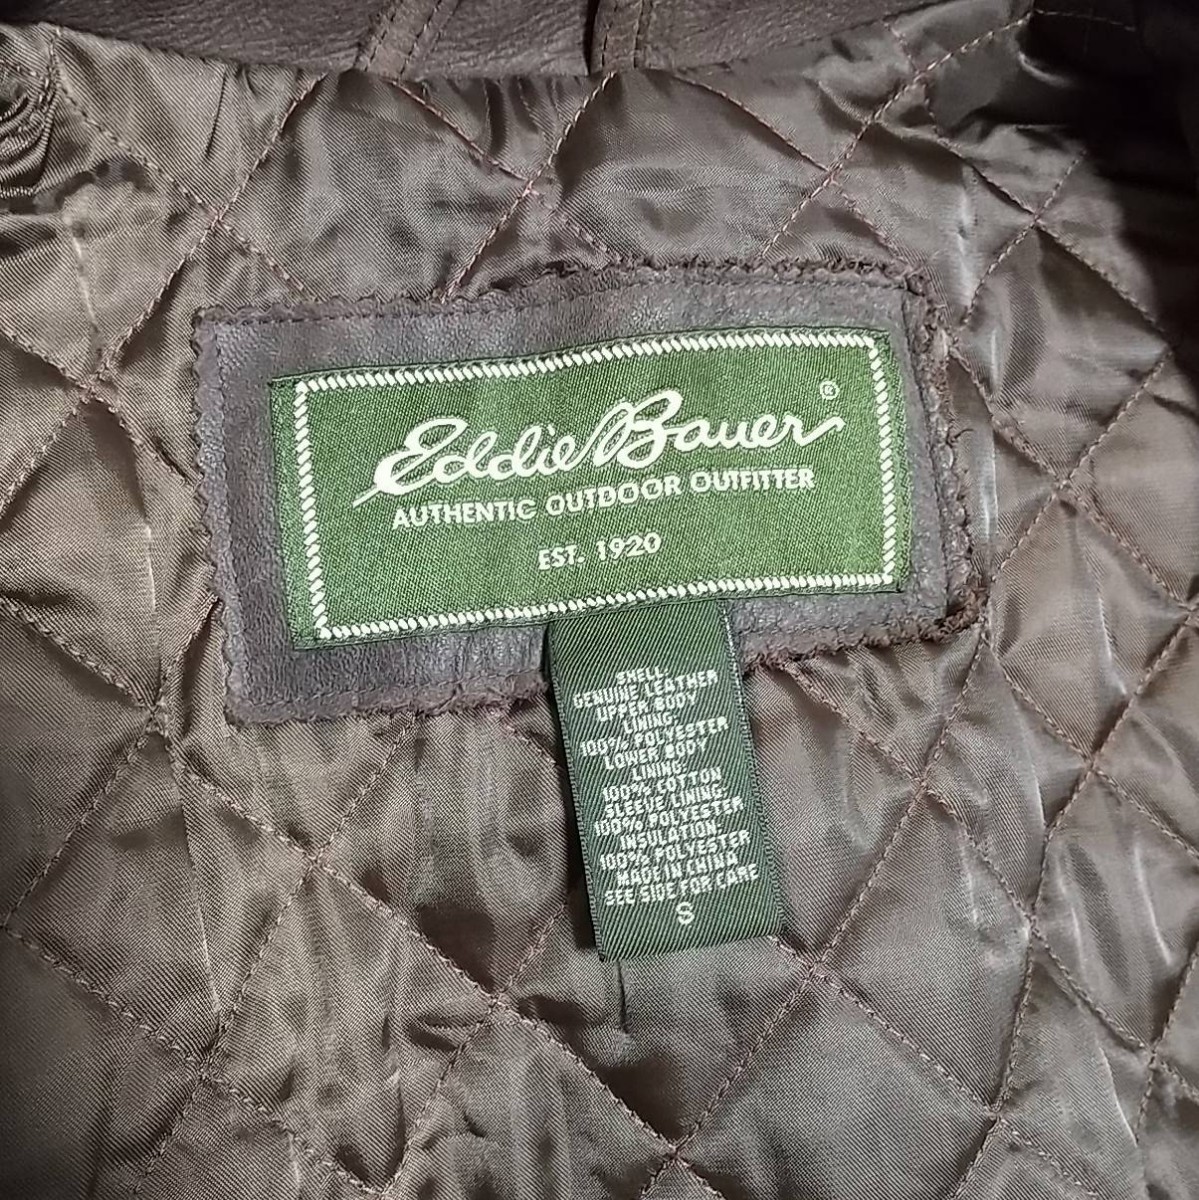 Eddie Bauer ®
AUTHENTIC OUTDOOR OUTFITTER
EST. 1920
SHELL:
GENUINE LEATHER
UPPER BODY
LINING:
100% POLYESTER
LOWER BODY
LINING:
100% COTTON
SLEEVE LINING:
100% POLYESTER
INSULATION:
100% POLYESTER
MADE IN CHINA
SEE SIDE FOR CARE
S